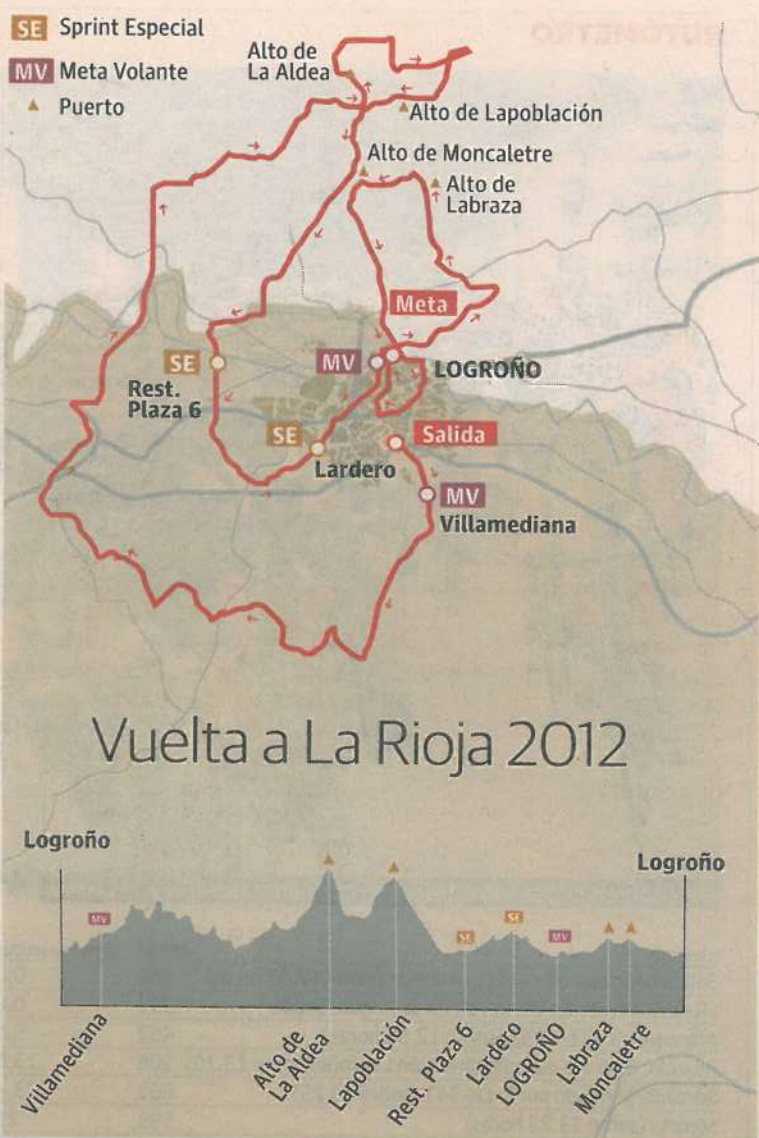 SE Sprint Especial
MV Meta Volante
Puerto
Alto de
La Aldea
Alto de Lapoblación
Alto de Moncaletre
Alto de
Labraza
Meta
SE
Rest.
Plaza 6
MV
LOGROÑO
SE
Lardero
Salida
MV
Villamediana
Vuelta a La Rioja 2012
Logroño
Logroño
MV
SE
SE
MV
Villamediana
Alto de
La Aldea
Lapoblación
Rest. Plaza 6
Lardero
LOGROÑO
Labraza
Moncaletre